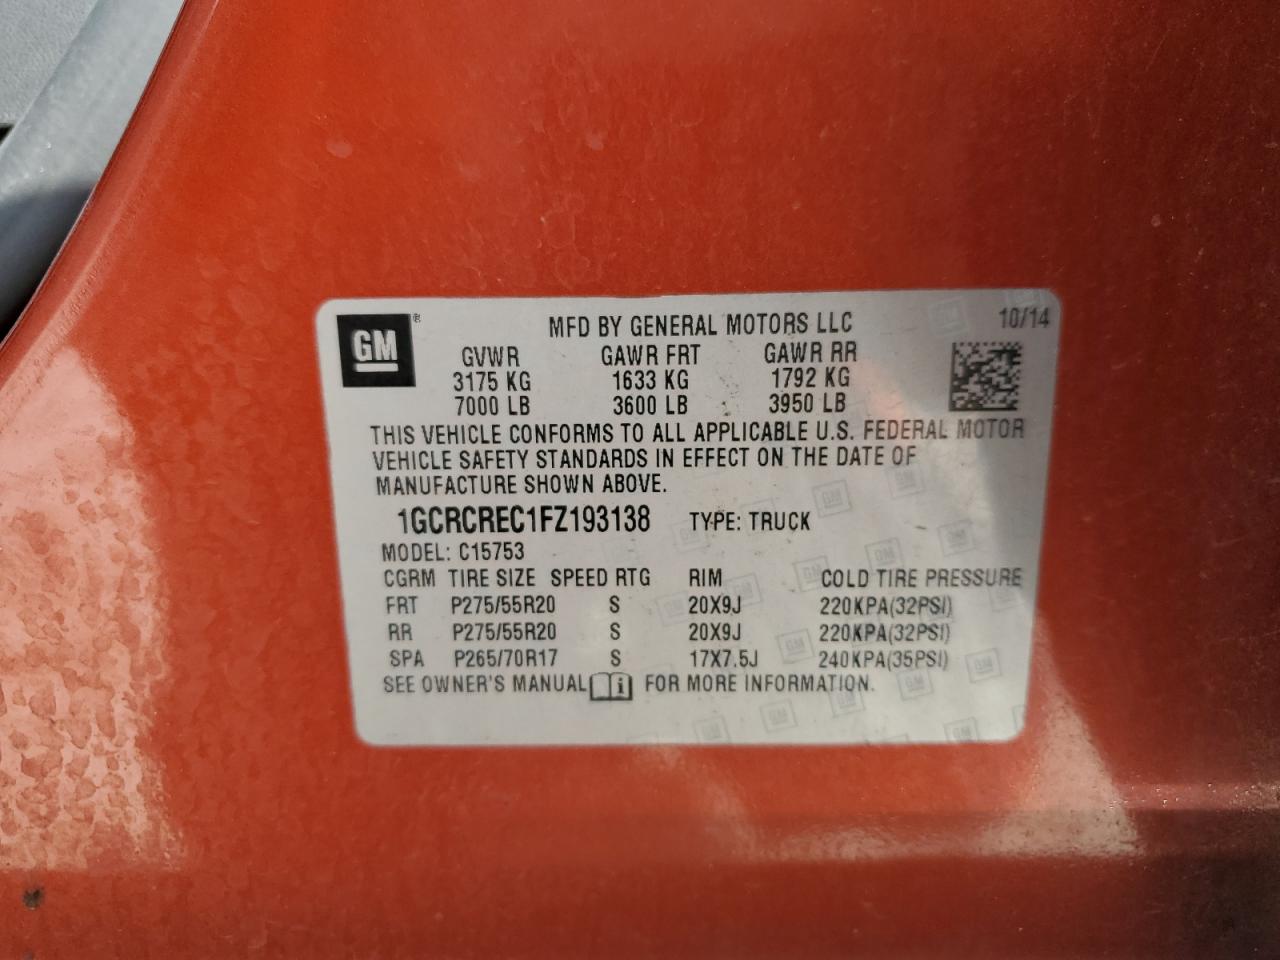 GM®
MFD BY GENERAL MOTORS LLC 10/14
GVWR GAWR FRT GAWR RR
3175 KG 1633 KG 1792 KG
7000 LB 3600 LB 3950 LB
THIS VEHICLE CONFORMS TO ALL APPLICABLE U.S. FEDERAL MOTOR
VEHICLE SAFETY STANDARDS IN EFFECT ON THE DATE OF
MANUFACTURE SHOWN ABOVE.
1GCRCREC1FZ193138 TYPE: TRUCK
MODEL: C15753
CGRM TIRE SIZE SPEED RTG RIM COLD TIRE PRESSURE
FRT P275/55R20 S 20X9J 220KPA(32PSI)
RR P275/55R20 S 20X9J 220KPA(32PSI)
SPA P265/70R17 S 17X7.5J 240KPA(35PSI)
SEE OWNER'S MANUAL i FOR MORE INFORMATION.